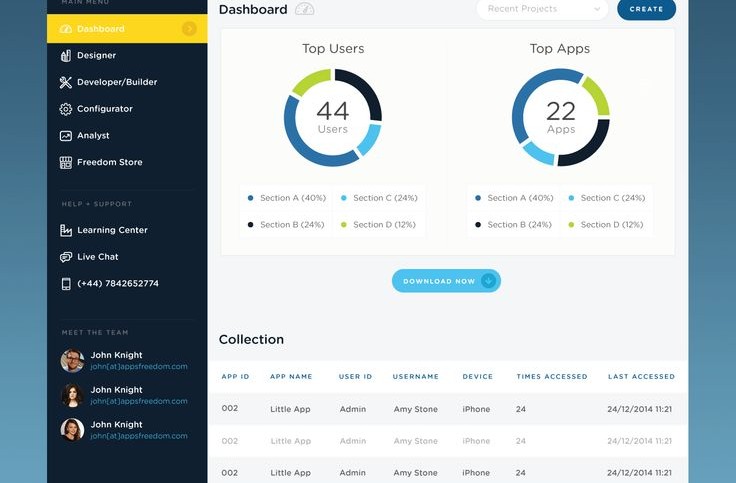 MAIN MENU
Dashboard
Designer
Developer/Builder
Configurator
Analyst
Freedom Store
HELP + SUPPORT
Learning Center
Live Chat
(+44) 7842652774
MEET THE TEAM
John Knight
john[at]appsfreedom.com
John Knight
john[at]appsfreedom.com
John Knight
john[at]appsfreedom.com
Dashboard
Recent Projects
CREATE
Top Users
44
Users
Section A (40%) Section C (24%)
Section B (24%) Section D (12%)
Top Apps
22
Apps
Section A (40%) Section C (24%)
Section B (24%) Section D (12%)
DOWNLOAD NOW
Collection
APP ID APP NAME USER ID USERNAME DEVICE TIMES ACCESSED LAST ACCESSED
002 Little App Admin Amy Stone iPhone 24 24/12/2014 11:21
002 Little App Admin Amy Stone iPhone 24 24/12/2014 11:21
002 Little App Admin Amy Stone iPhone 24 24/12/2014 11:21